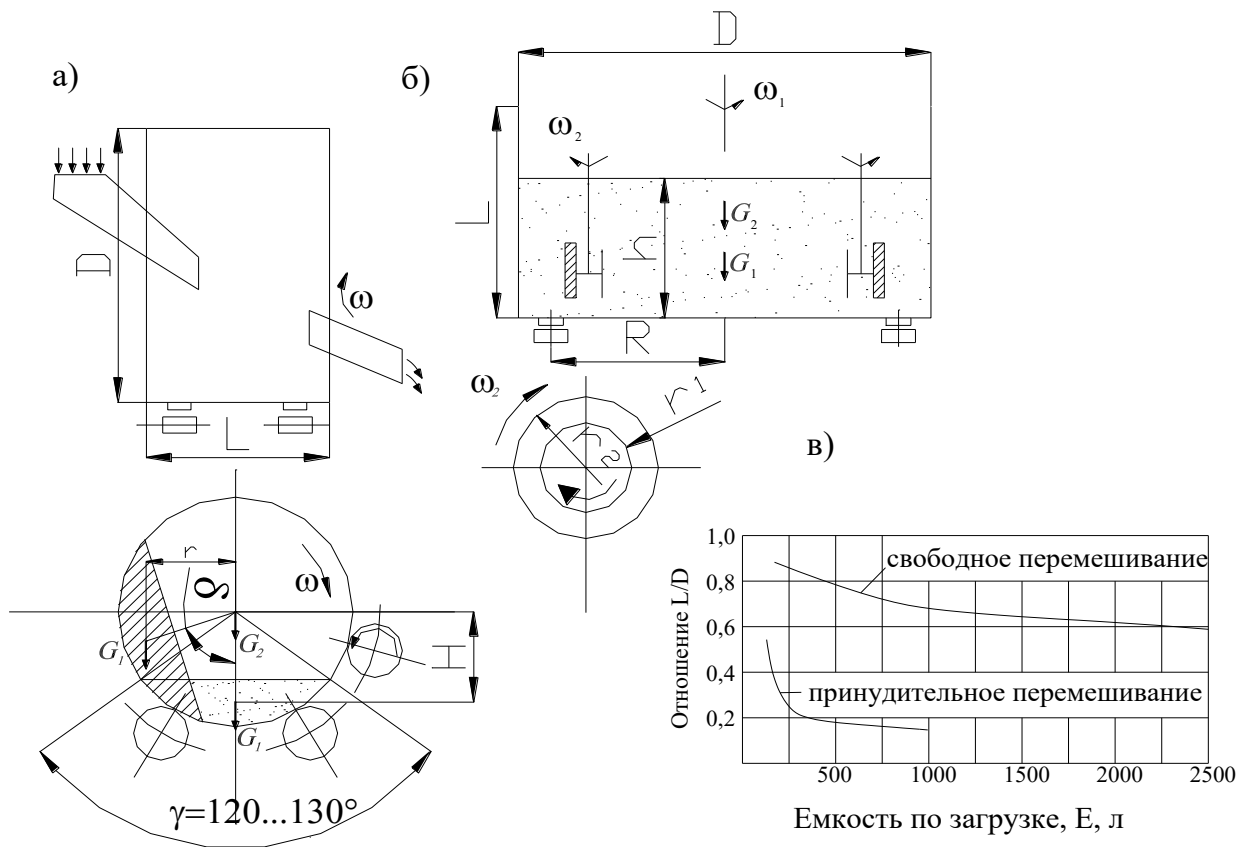 а)
D
ω
L
r
ϑ
ω
G₁
G₂
H
G₁
γ=120...130°
б)
D
ω₁
ω₂
L
h
G₂
G₁
R
ω₂
r1
r2
в)
Отношение L/D
1,0
0,8
0,6
0,4
0,2
свободное перемешивание
принудительное перемешивание
500
1000
1500
2000
2500
Емкость по загрузке, Е, л